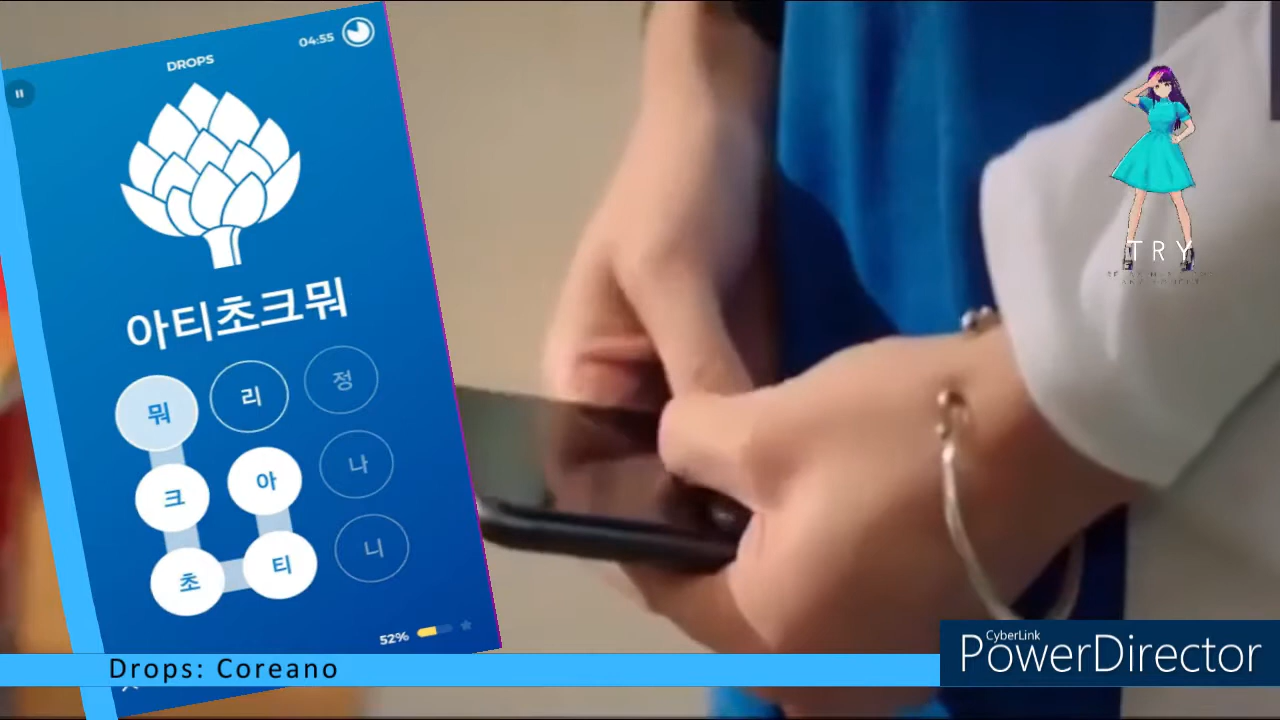 04:55
DROPS
아티초크뭐
뭐 리 정
크 아 나
초 티 니
52%
Drops: Coreano
TRY
CyberLink
PowerDirector